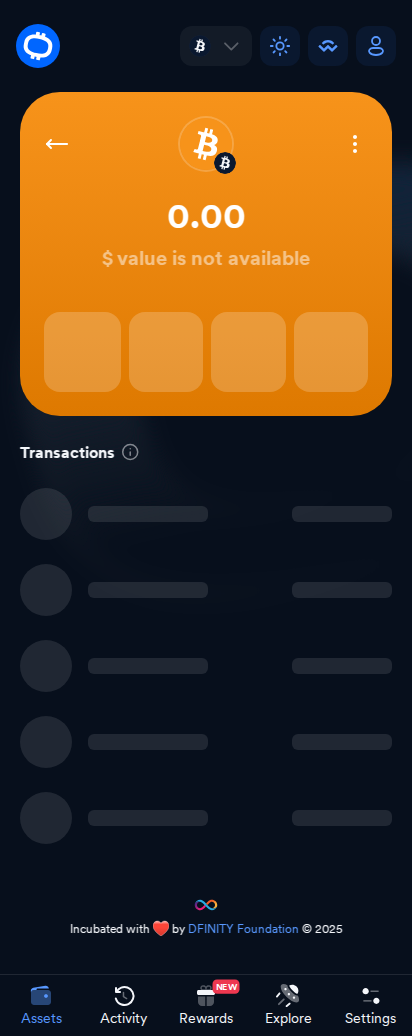 0.00
$ value is not available
Transactions
Incubated with ❤️ by DFINITY Foundation © 2025
NEW
Assets Activity Rewards Explore Settings